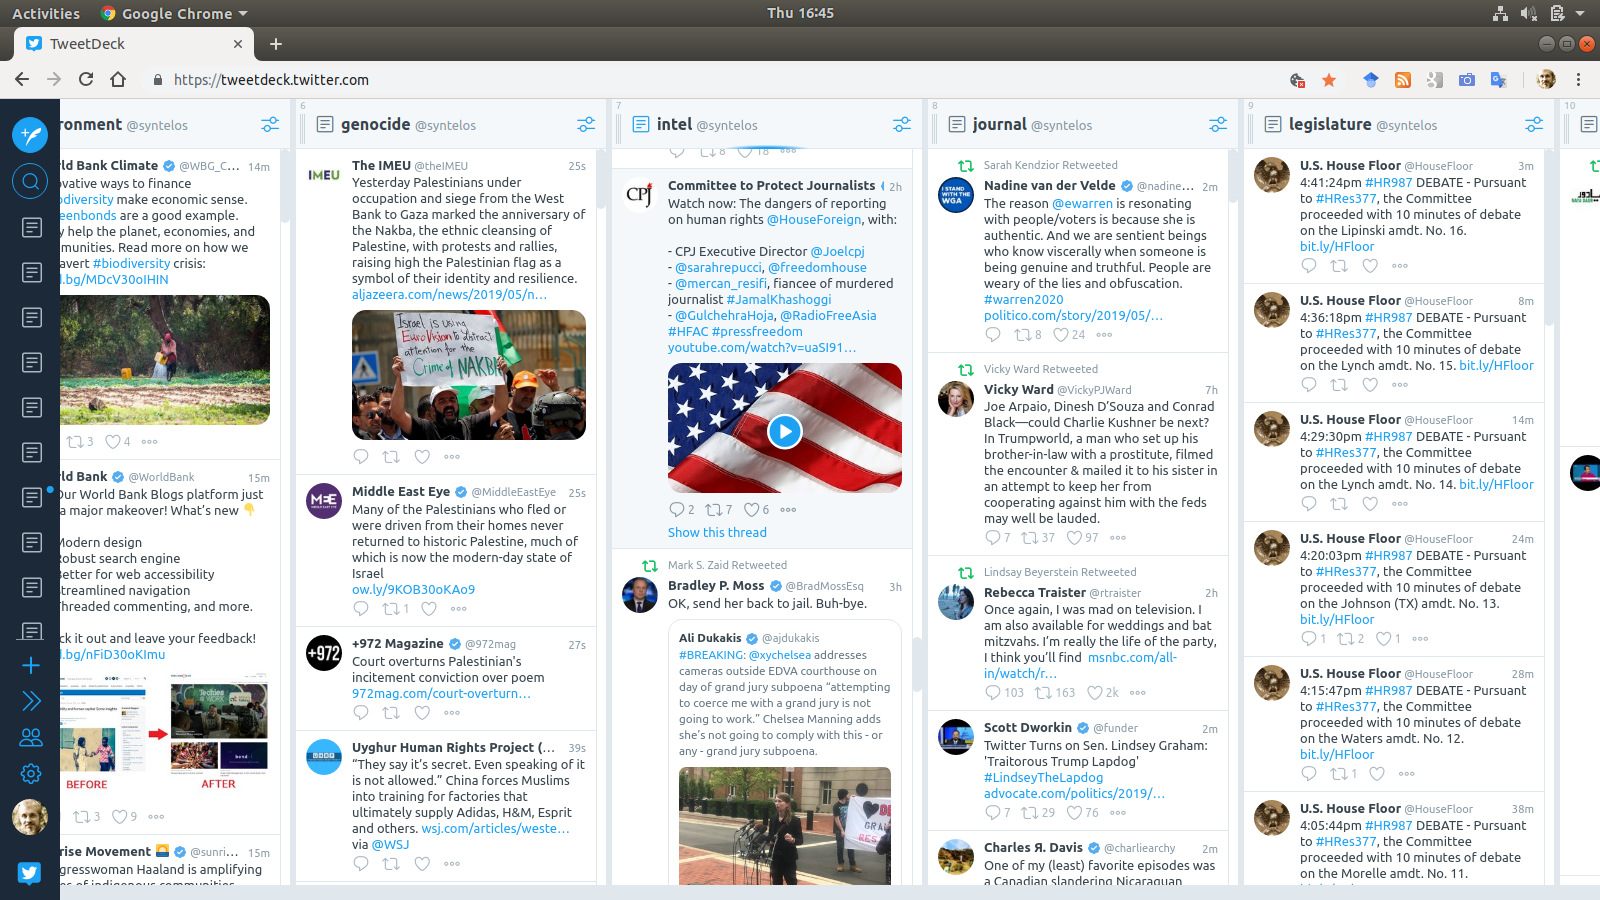 Activities
Google Chrome
Thu 16:45
TweetDeck
https://tweetdeck.twitter.com
ronment @syntelos
rld Bank Climate @WBG_C... 14m
ovative ways to finance
odiversity make economic sense.
eenbonds are a good example.
y help the planet, economies, and
munities. Read more on how we
avert #biodiversity crisis:
d.bg/MDcV30oIHIN
3 4
rld Bank @WorldBank 15m
Our World Bank Blogs platform just
a major makeover! What's new 👇
Modern design
Robust search engine
Better for web accessibility
Streamlined navigation
Threaded commenting, and more.
ck it out and leave your feedback!
d.bg/nFiD30oKImu
BEFORE AFTER
3 9
rise Movement @sunri... 15m
gresswoman Haaland is amplifying
6
genocide @syntelos
The IMEU @theIMEU 25s
IMEU
Yesterday Palestinians under
occupation and siege from the West
Bank to Gaza marked the anniversary of
the Nakba, the ethnic cleansing of
Palestine, with protests and rallies,
raising high the Palestinian flag as a
symbol of their identity and resilience.
aljazeera.com/news/2019/05/n...
Israel is using
EuroVision to distract
attention for the
Crime of NAKBA
Middle East Eye @MiddleEastEye 25s
MEE
Many of the Palestinians who fled or
were driven from their homes never
returned to historic Palestine, much of
which is now the modern-day state of
Israel
ow.ly/9KOB30oKAo9
1
+972 Magazine @972mag 27s
+972
Court overturns Palestinian's
incitement conviction over poem
972mag.com/court-overturn...
Uyghur Human Rights Project (... 39s
“They say it's secret. Even speaking of it
is not allowed.” China forces Muslims
into training for factories that
ultimately supply Adidas, H&M, Esprit
and others. wsj.com/articles/weste...
via @WSJ
7
intel @syntelos
8 18
Committee to Protect Journalists 2h
CPJ
Watch now: The dangers of reporting
on human rights @HouseForeign, with:
- CPJ Executive Director @Joelcpj
- @sarahrepucci, @freedomhouse
- @mercan_resifi, fiancee of murdered
journalist #JamalKhashoggi
- @GulchehraHoja, @RadioFreeAsia
#HFAC #pressfreedom
youtube.com/watch?v=uaSI91...
2 7 6
Show this thread
Mark S. Zaid Retweeted
Bradley P. Moss @BradMossEsq 3h
OK, send her back to jail. Buh-bye.
Ali Dukakis @ajdukakis
#BREAKING: @xychelsea addresses
cameras outside EDVA courthouse on
day of grand jury subpoena “attempting
to coerce me with a grand jury is not
going to work.” Chelsea Manning adds
she's not going to comply with this - or
any - grand jury subpoena.
8
journal @syntelos
Sarah Kendzior Retweeted
Nadine van der Velde @nadine... 2m
I STAND
WITH THE
WGA
The reason @ewarren is resonating
with people/voters is because she is
authentic. And we are sentient beings
who know viscerally when someone is
being genuine and truthful. People are
weary of the lies and obfuscation.
#warren2020
politico.com/story/2019/05/...
8 24
Vicky Ward Retweeted
Vicky Ward @VickyPJWard 7h
Joe Arpaio, Dinesh D'Souza and Conrad
Black—could Charlie Kushner be next?
In Trumpworld, a man who set up his
brother-in-law with a prostitute, filmed
the encounter & mailed it to his sister in
an attempt to keep her from
cooperating against him with the feds
may well be lauded.
7 37 97
Lindsay Beyerstein Retweeted
Rebecca Traister @rtraister 2h
Once again, I was mad on television. I
am also available for weddings and bat
mitzvahs. I'm really the life of the party,
I think you'll find msnbc.com/all-
in/watch/r...
103 163 2k
Scott Dworkin @funder 2m
Twitter Turns on Sen. Lindsey Graham:
'Traitorous Trump Lapdog'
#LindseyTheLapdog
advocate.com/politics/2019/...
7 29 76
Charles Я. Davis @charliearchy 2m
One of my (least) favorite episodes was
a Canadian slandering Nicaraguan
9
legislature @syntelos
U.S. House Floor @HouseFloor 3m
4:41:24pm #HR987 DEBATE - Pursuant
to #HRes377, the Committee
proceeded with 10 minutes of debate
on the Lipinski amdt. No. 16.
bit.ly/HFloor
U.S. House Floor @HouseFloor 8m
4:36:18pm #HR987 DEBATE - Pursuant
to #HRes377, the Committee
proceeded with 10 minutes of debate
on the Lynch amdt. No. 15. bit.ly/HFloor
U.S. House Floor @HouseFloor 14m
4:29:30pm #HR987 DEBATE - Pursuant
to #HRes377, the Committee
proceeded with 10 minutes of debate
on the Lynch amdt. No. 14. bit.ly/HFloor
U.S. House Floor @HouseFloor 24m
4:20:03pm #HR987 DEBATE - Pursuant
to #HRes377, the Committee
proceeded with 10 minutes of debate
on the Johnson (TX) amdt. No. 13.
bit.ly/HFloor
1 2 1
U.S. House Floor @HouseFloor 28m
4:15:47pm #HR987 DEBATE - Pursuant
to #HRes377, the Committee
proceeded with 10 minutes of debate
on the Waters amdt. No. 12.
bit.ly/HFloor
1
U.S. House Floor @HouseFloor 38m
4:05:44pm #HR987 DEBATE - Pursuant
to #HRes377, the Committee
proceeded with 10 minutes of debate
on the Morelle amdt. No. 11.
10